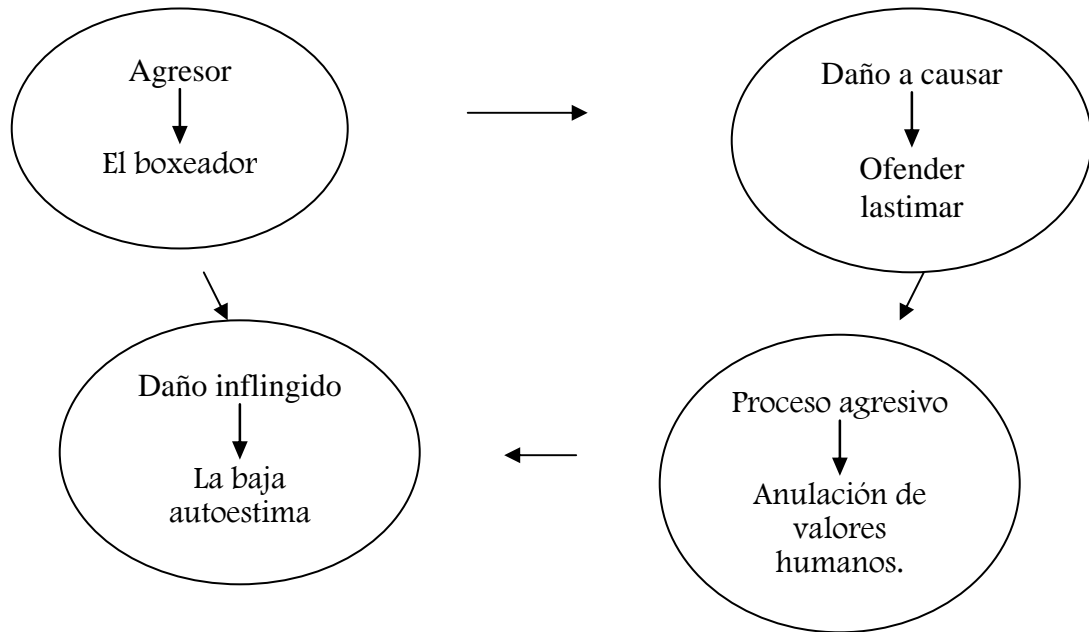 Agresor
El boxeador
Daño a causar
Ofender
lastimar
Daño inflingido
La baja
autoestima
Proceso agresivo
Anulación de
valores
humanos.